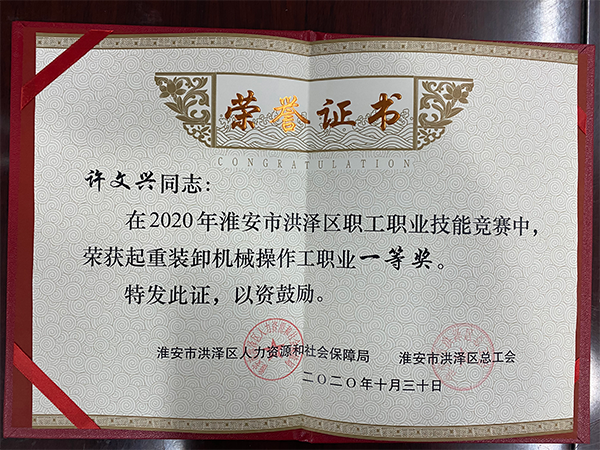 荣誉证书
CONGRATULATION
许文兴同志：
在2020年淮安市洪泽区职工职业技能竞赛中，
荣获起重装卸机械操作工职业一等奖。
特发此证，以资鼓励。
淮安市洪泽区人力资源和社会保障局 淮安市洪泽区总工会
二〇二〇年十月三十日